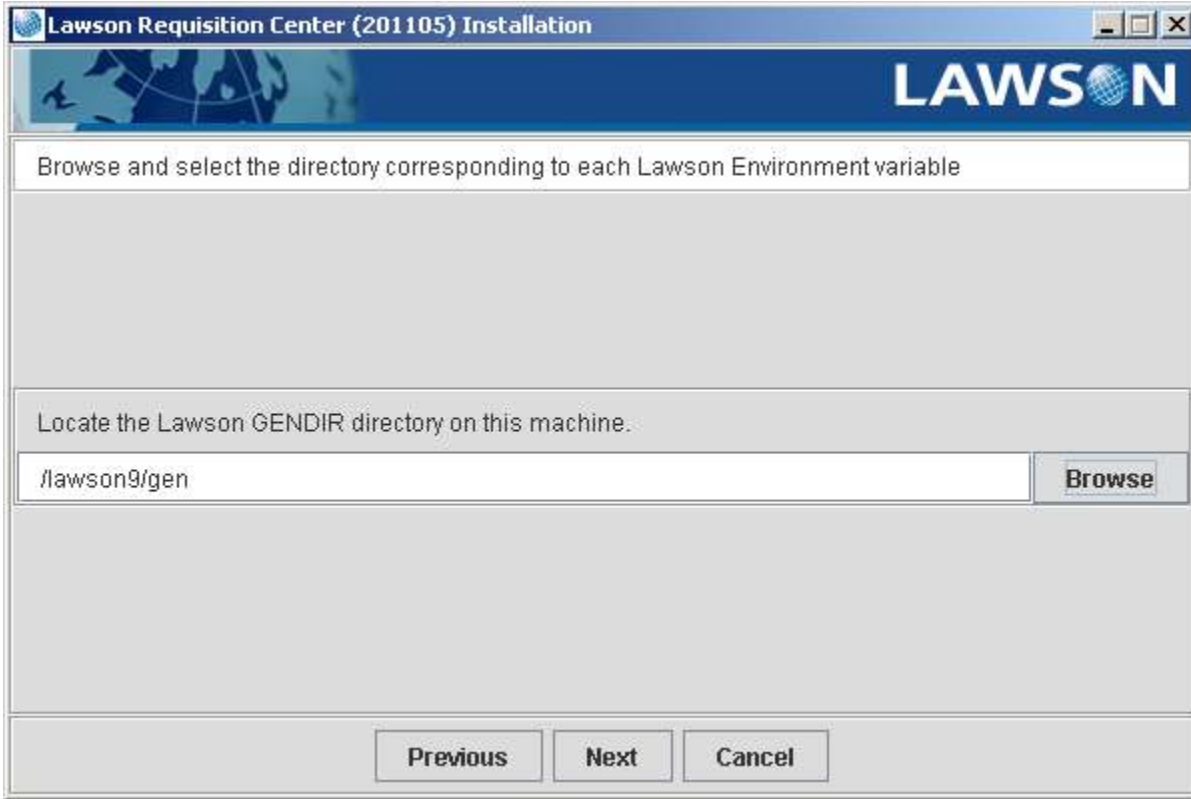 Lawson Requisition Center (201105) Installation
LAWSON
Browse and select the directory corresponding to each Lawson Environment variable
Locate the Lawson GENDIR directory on this machine.
/lawson9/gen
Browse
Previous Next Cancel